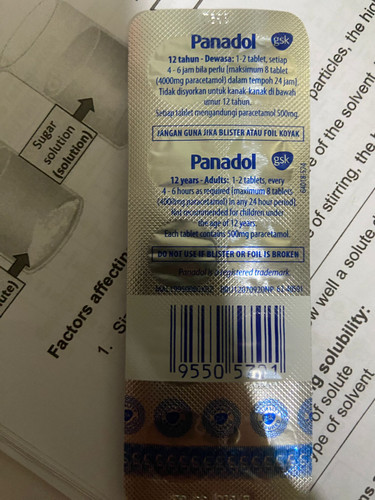 Panadol gsk
12 tahun - Dewasa: 1-2 tablet, setiap
4 - 6 jam bila perlu [maksimum 8 tablet
(4000mg paracetamol) dalam tempoh 24 jam].
Tidak disyorkan untuk kanak-kanak di bawah
umur 12 tahun.
Setiap tablet mengandungi paracetamol 500mg.
JANGAN GUNA JIKA BLISTER ATAU FOIL KOYAK
Panadol gsk
12 years - Adults: 1-2 tablets, every
4 - 6 hours as required [maximum 8 tablets
(4000mg paracetamol) in any 24 hour period].
Not recommended for children under
the age of 12 years.
Each tablet contains 500mg paracetamol.
DO NOT USE IF BLISTER OR FOIL IS BROKEN
Panadol is a registered trademark
9550
Sugar
solution
(solution)
Factors affectin
1.
particles, the hig
of the solvent
of stirring, the
w well a solute
g solubility:
of solute
ype of solvent